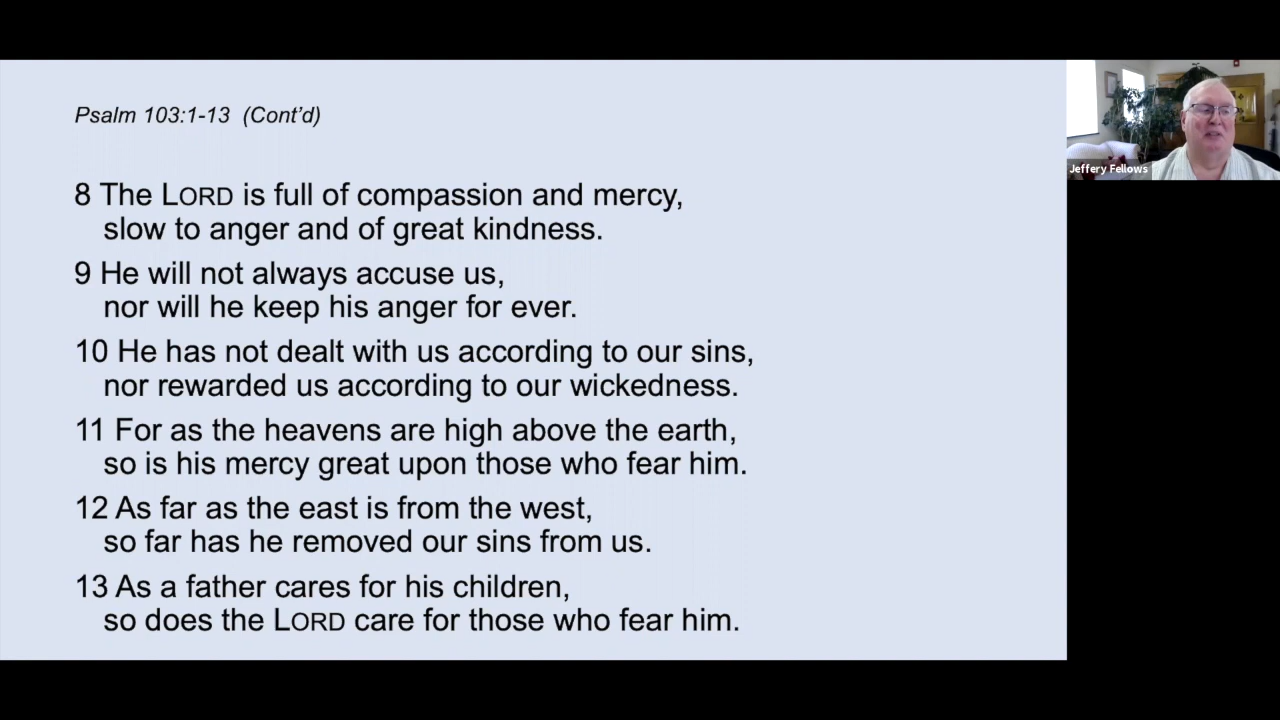 Psalm 103:1-13 (Cont’d)
8 The LORD is full of compassion and mercy,
slow to anger and of great kindness.
9 He will not always accuse us,
nor will he keep his anger for ever.
10 He has not dealt with us according to our sins,
nor rewarded us according to our wickedness.
11 For as the heavens are high above the earth,
so is his mercy great upon those who fear him.
12 As far as the east is from the west,
so far has he removed our sins from us.
13 As a father cares for his children,
so does the LORD care for those who fear him.
Jeffery Fellows